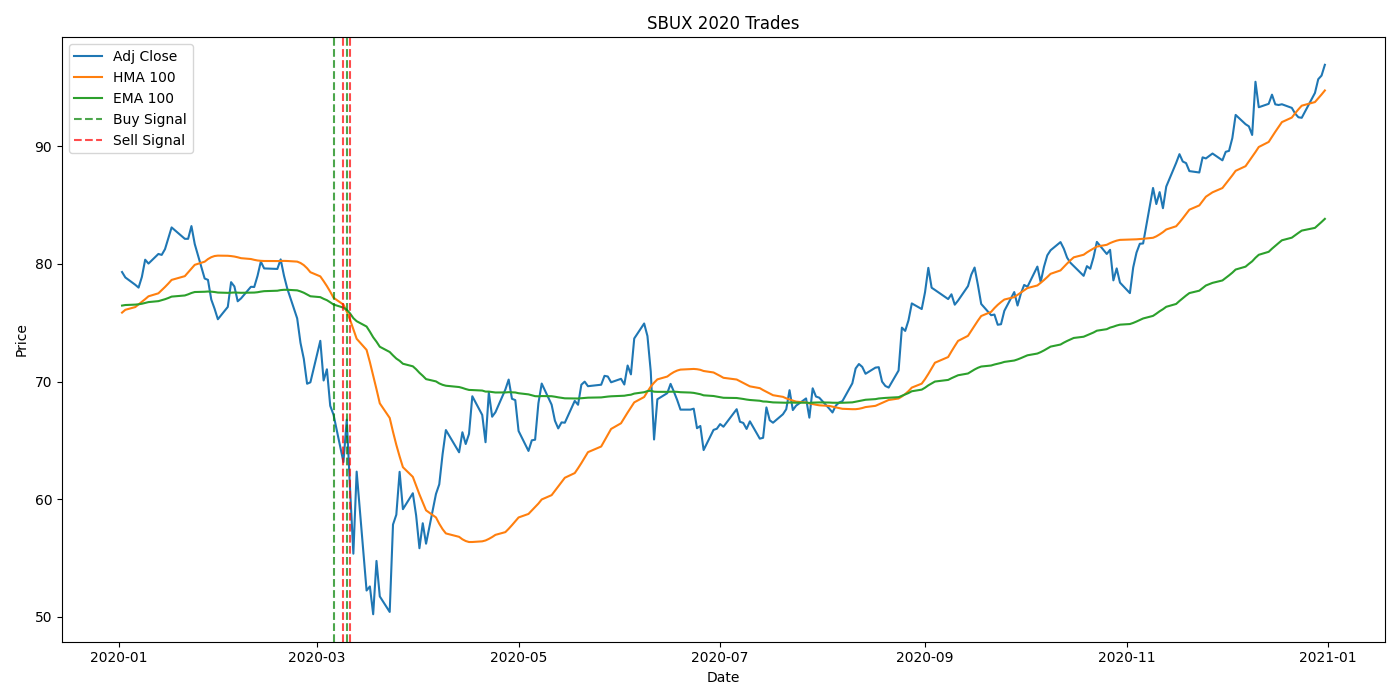 SBUX 2020 Trades
Adj Close
HMA 100
EMA 100
Buy Signal
Sell Signal
Price
90
80
70
60
50
2020-01
2020-03
2020-05
2020-07
2020-09
2020-11
2021-01
Date